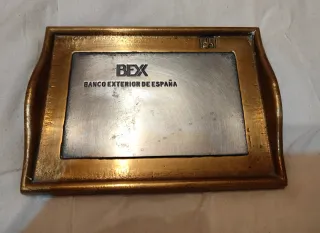 BEX
BANCO EXTERIOR DE ESPAÑA